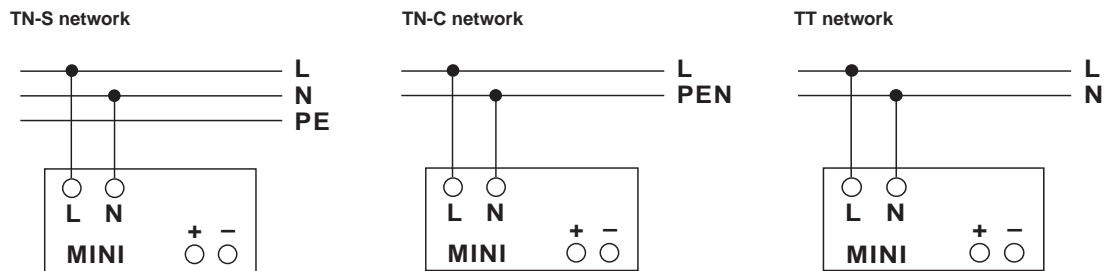 TN-S network
L
N
PE
L N
+ –
MINI
TN-C network
L
PEN
L N
+ –
MINI
TT network
L
N
L N
+ –
MINI